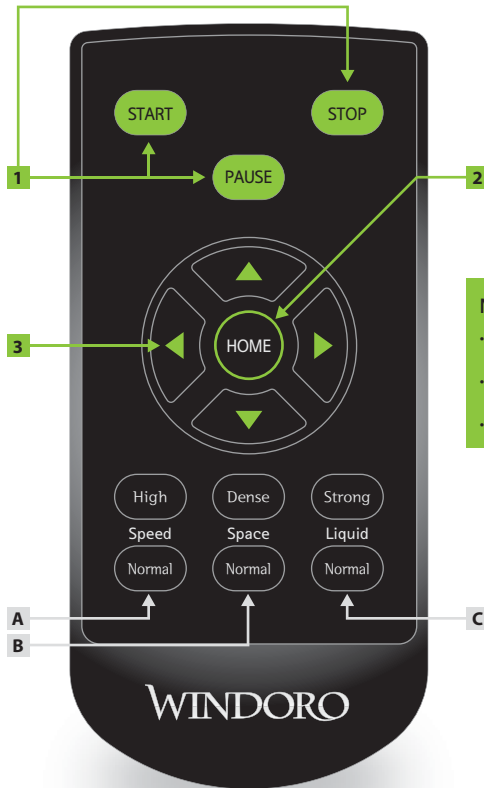 START
STOP
1
PAUSE
2
3
HOME
High
Dense
Strong
Speed
Space
Liquid
Normal
Normal
Normal
A
C
B
WINDORO